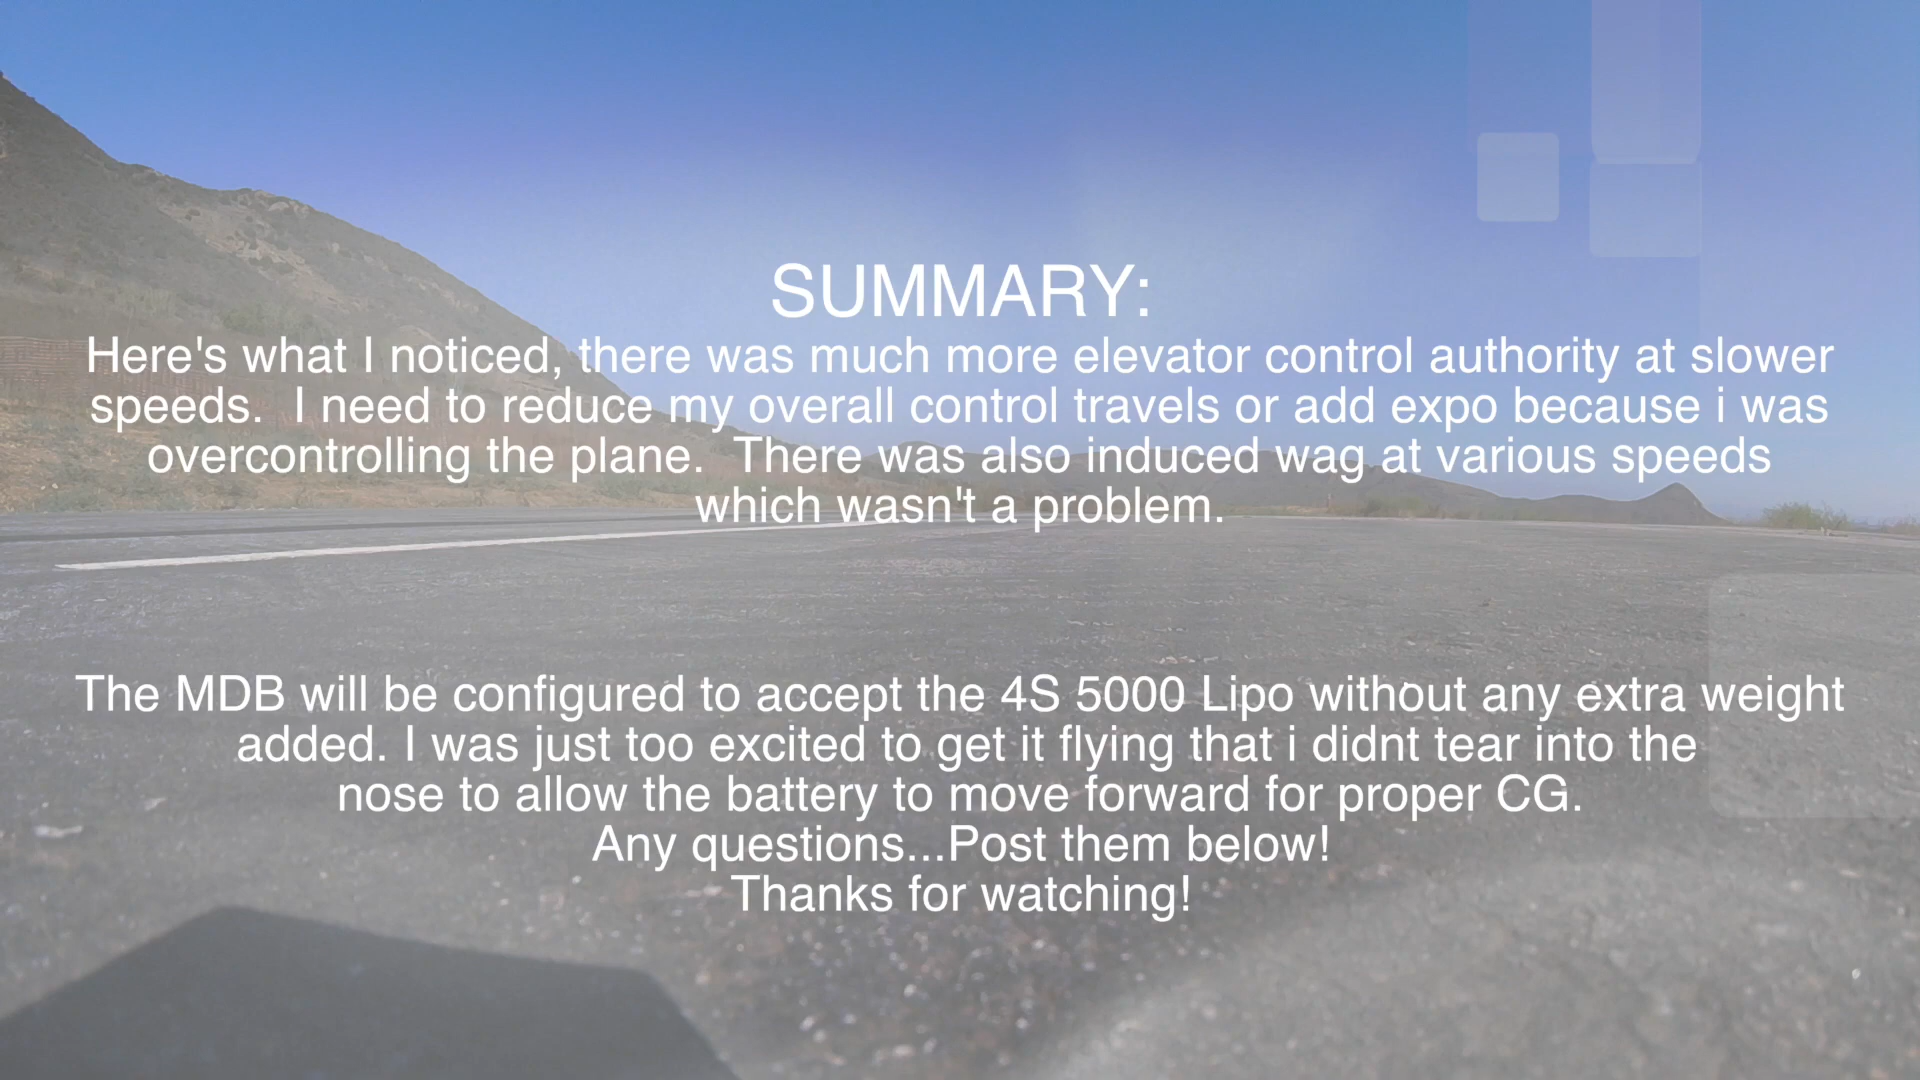 SUMMARY:
Here's what I noticed, there was much more elevator control authority at slower
speeds.  I need to reduce my overall control travels or add expo because i was
overcontrolling the plane.  There was also induced wag at various speeds
which wasn't a problem.
The MDB will be configured to accept the 4S 5000 Lipo without any extra weight
added. I was just too excited to get it flying that i didnt tear into the
nose to allow the battery to move forward for proper CG.
Any questions...Post them below!
Thanks for watching!